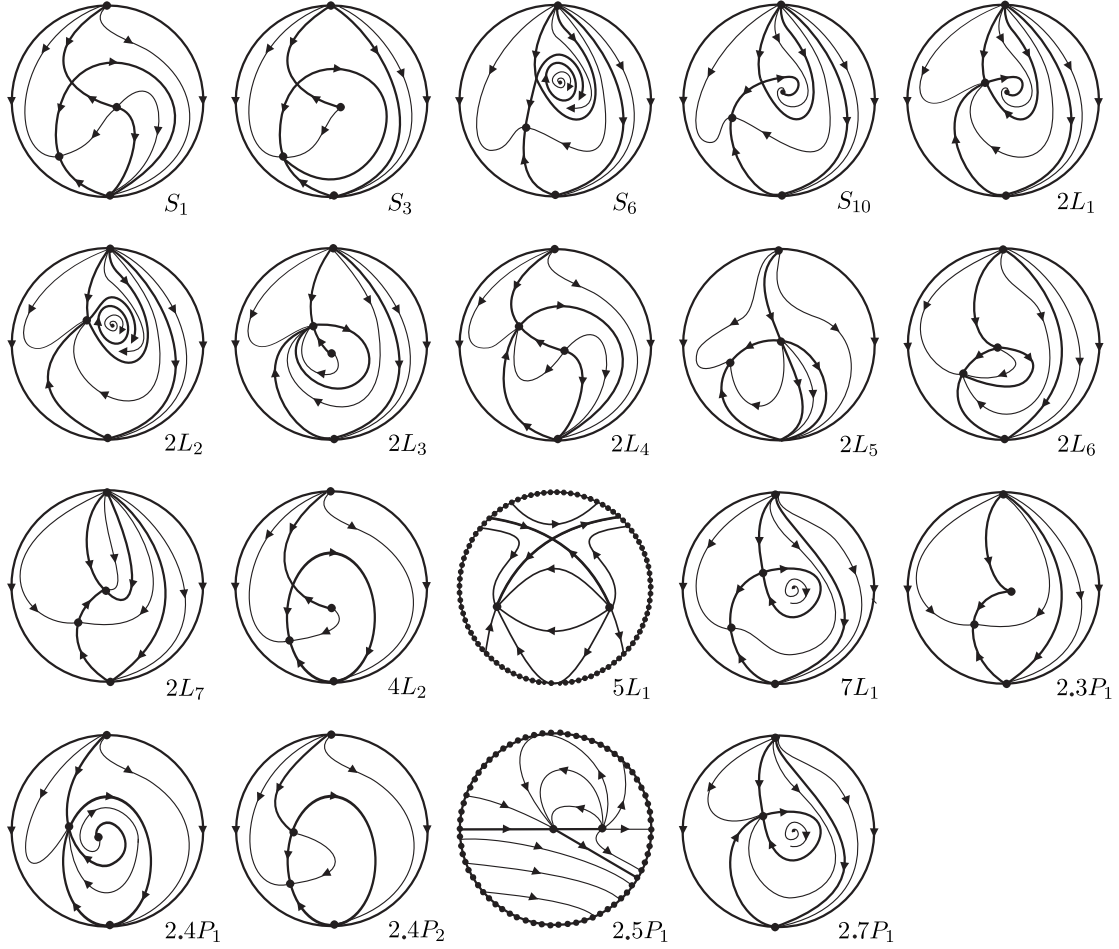 S₁ S₃ S₆ S₁₀ 2L₁
2L₂ 2L₃ 2L₄ 2L₅ 2L₆
2L₇ 4L₂ 5L₁ 7L₁ 2.3P₁
2.4P₁ 2.4P₂ 2.5P₁ 2.7P₁